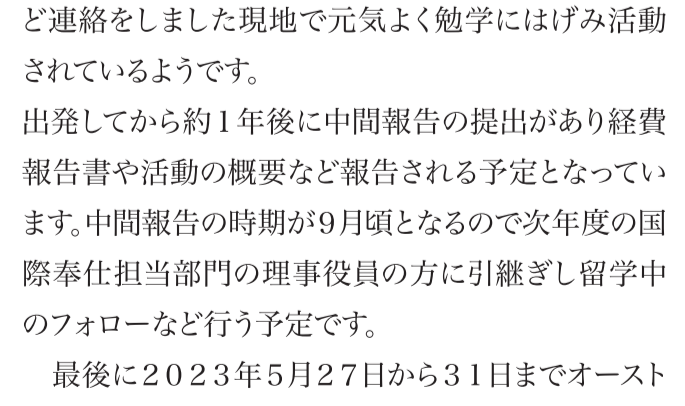 ど連絡をしました現地で元気よく勉学にはげみ活動
されているようです。
出発してから約１年後に中間報告の提出があり経費
報告書や活動の概要など報告される予定となってい
ます。中間報告の時期が９月頃となるので次年度の国
際奉仕担当部門の理事役員の方に引継ぎし留学中
のフォローなど行う予定です。
　最後に２０２３年５月２７日から３１日までオースト